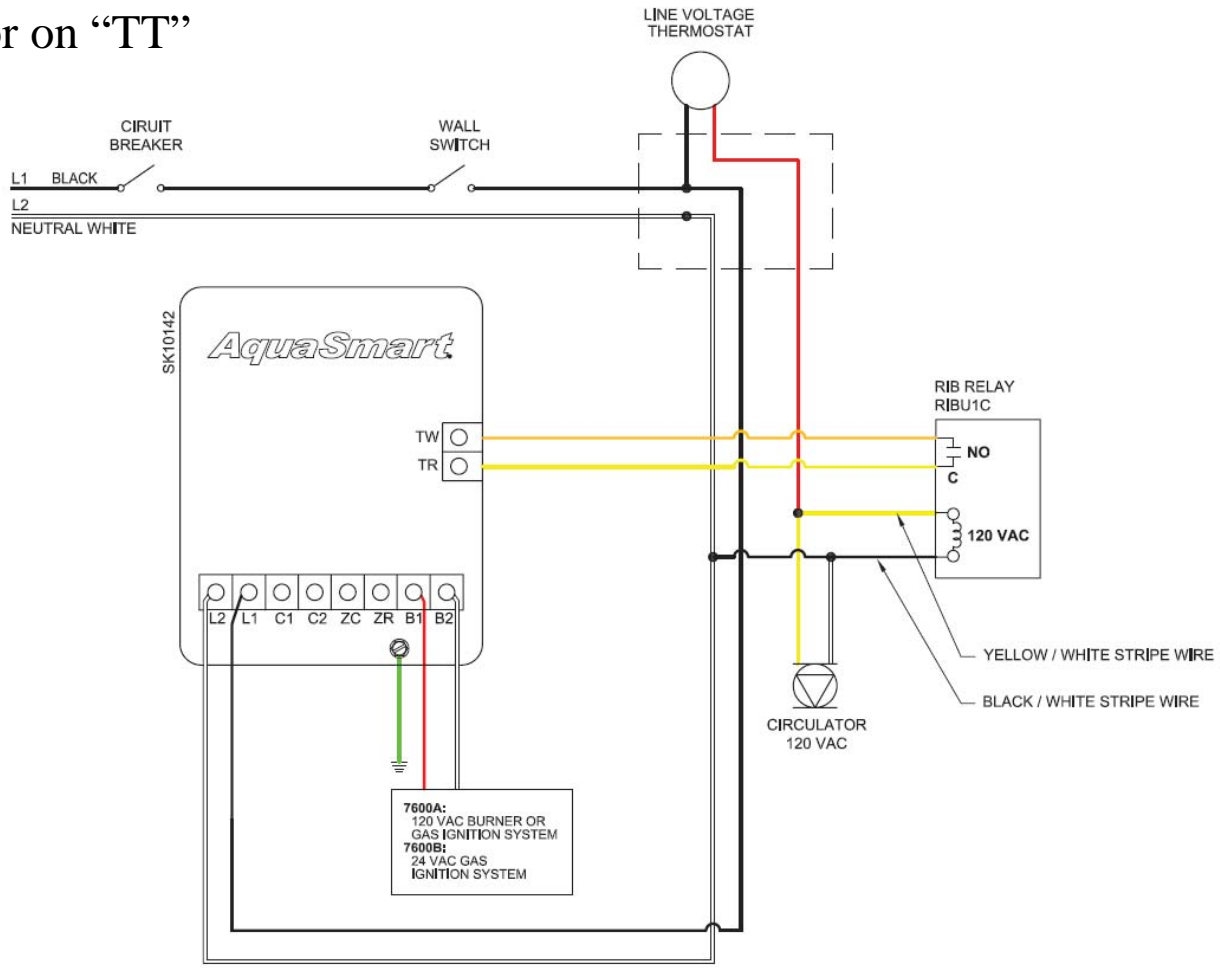 r on “TT”
LINE VOLTAGE
THERMOSTAT
CIRUIT
BREAKER
WALL
SWITCH
L1 BLACK
L2
NEUTRAL WHITE
SK10142
AquaSmart
RIB RELAY
RIBU1C
TW
NO
TR
C
120 VAC
L2 L1 C1 C2 ZC ZR B1 B2
YELLOW / WHITE STRIPE WIRE
BLACK / WHITE STRIPE WIRE
CIRCULATOR
120 VAC
7600A:
120 VAC BURNER OR
GAS IGNITION SYSTEM
7600B:
24 VAC GAS
IGNITION SYSTEM